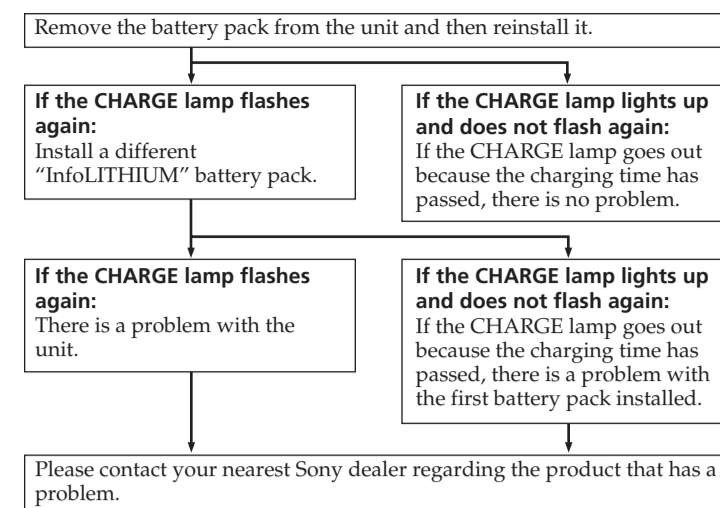 Remove the battery pack from the unit and then reinstall it.
If the CHARGE lamp flashes
again:
Install a different
“InfoLITHIUM” battery pack.
If the CHARGE lamp lights up
and does not flash again:
If the CHARGE lamp goes out
because the charging time has
passed, there is no problem.
If the CHARGE lamp flashes
again:
There is a problem with the
unit.
If the CHARGE lamp lights up
and does not flash again:
If the CHARGE lamp goes out
because the charging time has
passed, there is a problem with
the first battery pack installed.
Please contact your nearest Sony dealer regarding the product that has a
problem.